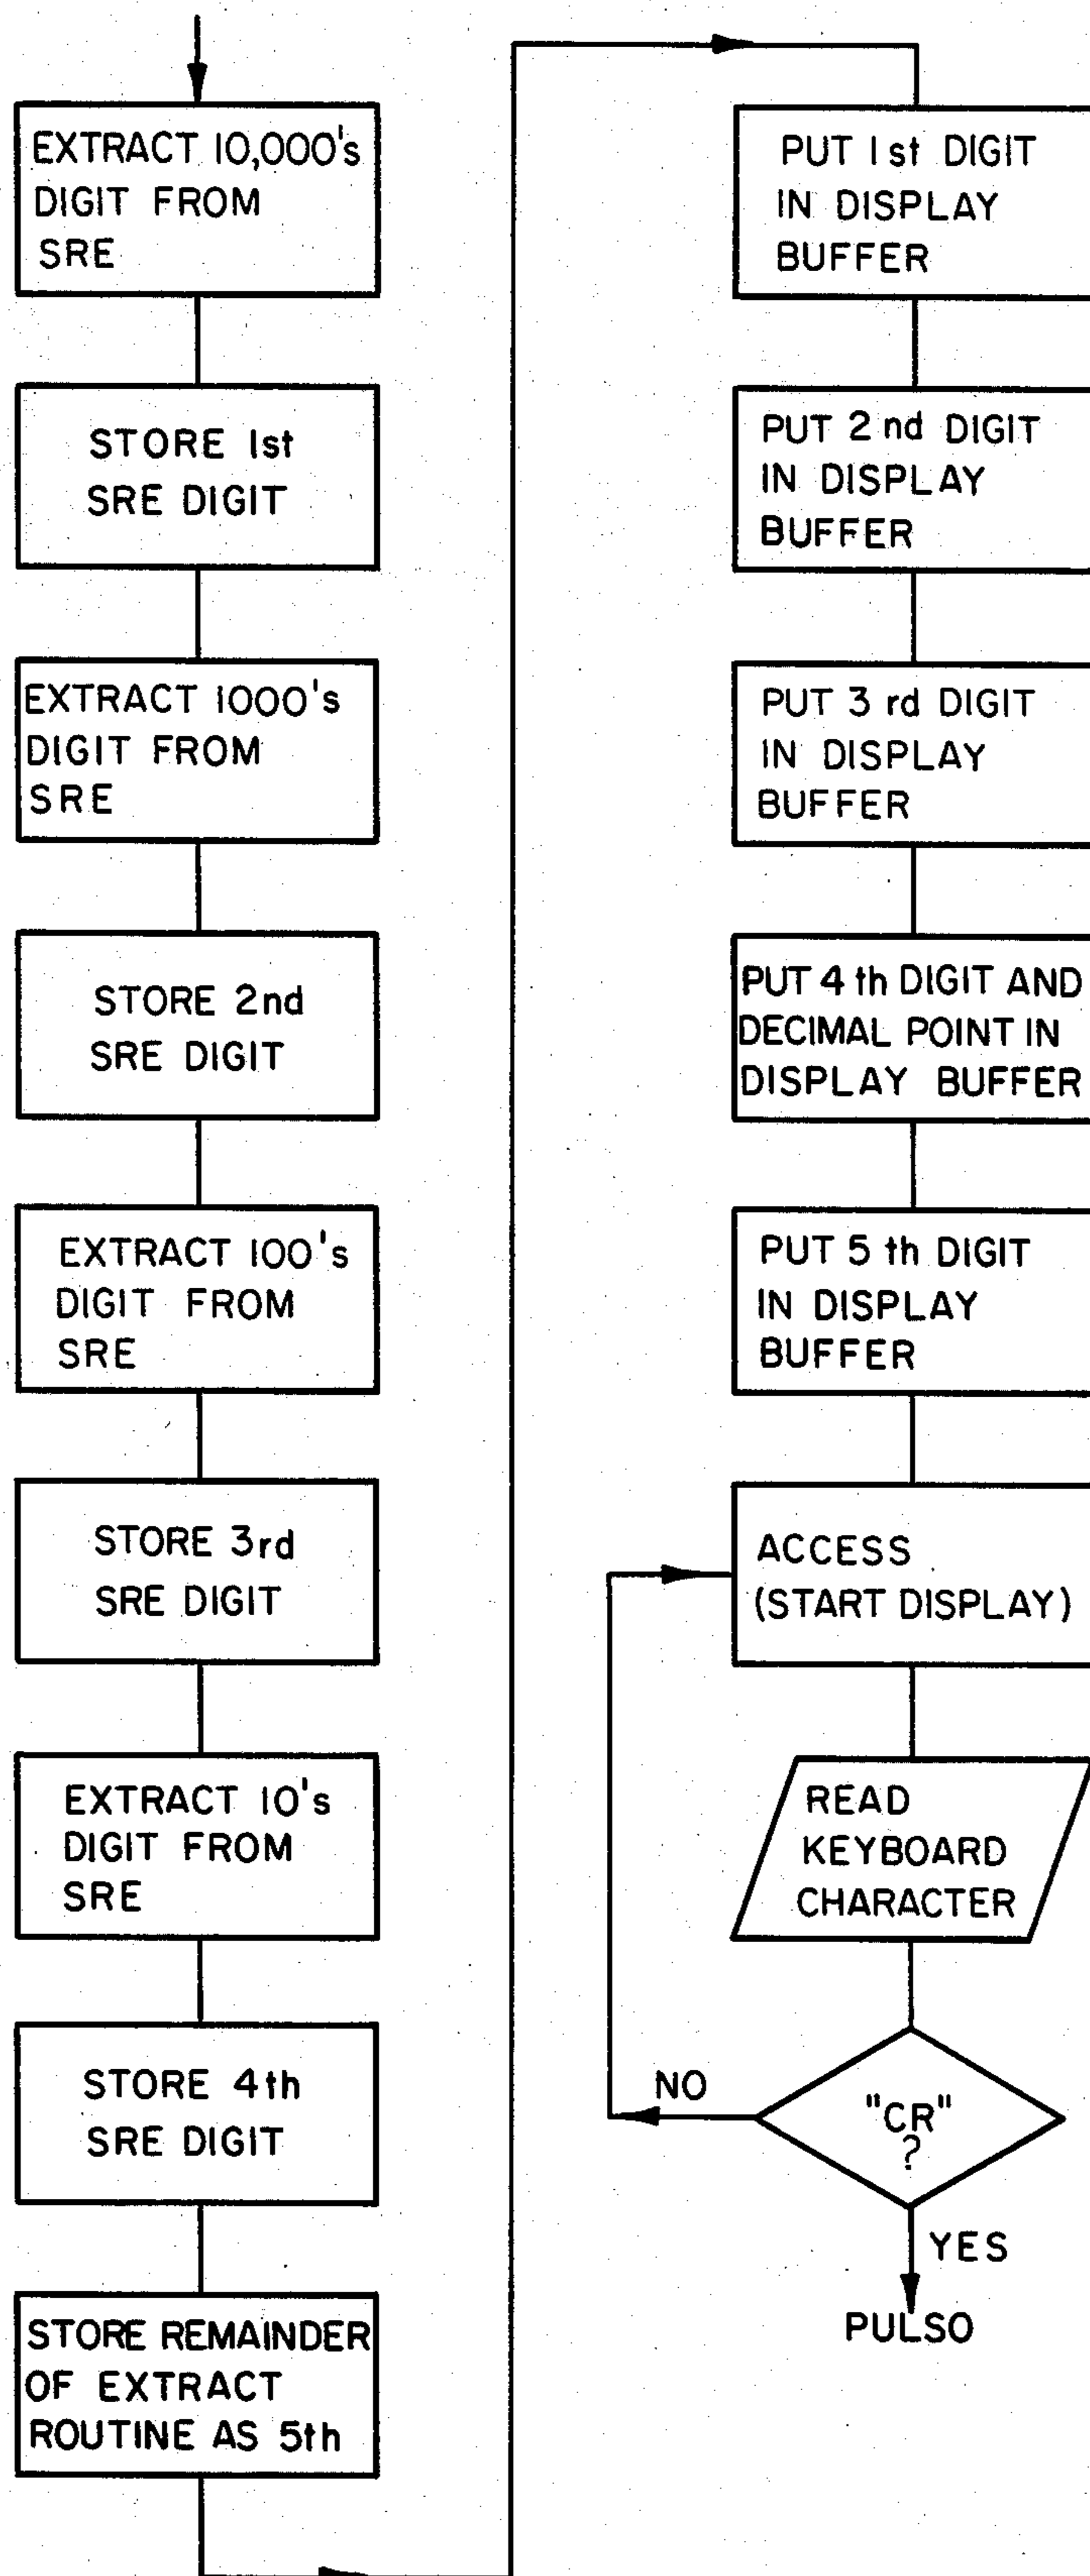 EXTRACT 10,000's
DIGIT FROM
SRE
STORE 1st
SRE DIGIT
EXTRACT 1000's
DIGIT FROM
SRE
STORE 2nd
SRE DIGIT
EXTRACT 100's
DIGIT FROM
SRE
STORE 3rd
SRE DIGIT
EXTRACT 10's
DIGIT FROM
SRE
STORE 4th
SRE DIGIT
STORE REMAINDER
OF EXTRACT
ROUTINE AS 5th
PUT 1st DIGIT
IN DISPLAY
BUFFER
PUT 2nd DIGIT
IN DISPLAY
BUFFER
PUT 3rd DIGIT
IN DISPLAY
BUFFER
PUT 4th DIGIT AND
DECIMAL POINT IN
DISPLAY BUFFER
PUT 5th DIGIT
IN DISPLAY
BUFFER
ACCESS
(START DISPLAY)
READ
KEYBOARD
CHARACTER
"CR"
?
NO
YES
PULSO